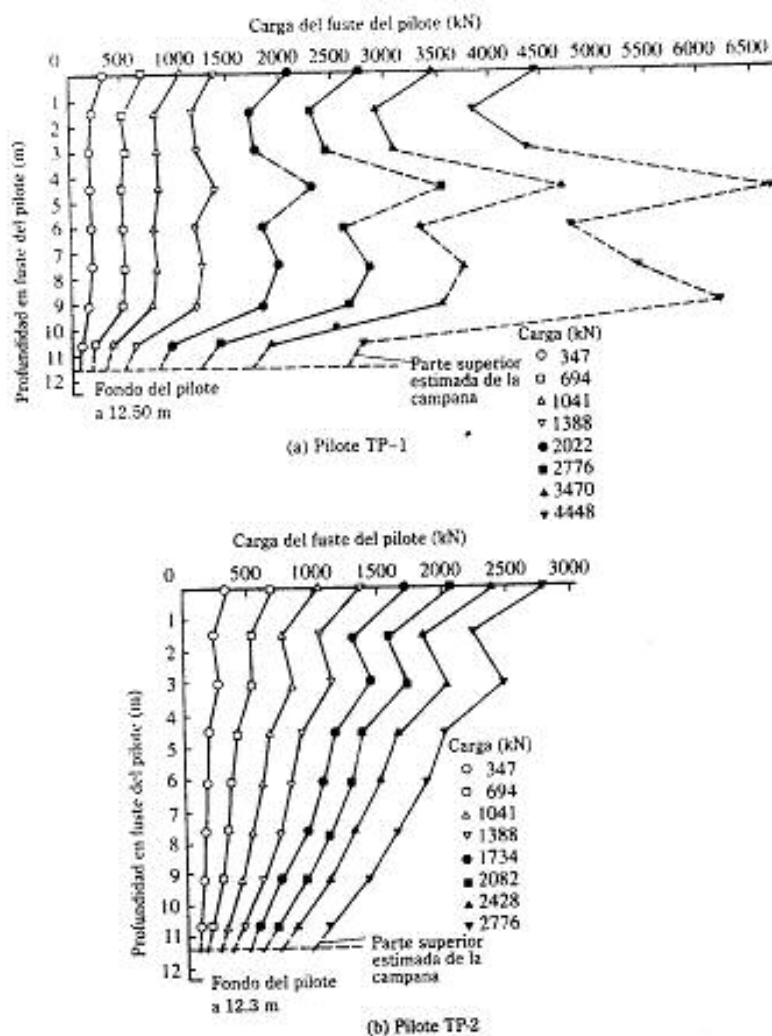 Carga del fuste del pilote (kN)
0 500 1000 1500 2000 2500 3000 3500 4000 4500 5000 5500 6000 6500
Profundidad en fuste del pilote (m)
1
2
3
4
5
6
7
8
9
10
11
12
Fondo del pilote
a 12.50 m
Parte superior
estimada de la
campana
Carga (kN)
347
694
1041
1388
2022
2776
3470
4448
(a) Pilote TP-1
Carga del fuste del pilote (kN)
0 500 1000 1500 2000 2500 3000
Profundidad en fuste del pilote (m)
1
2
3
4
5
6
7
8
9
10
11
12
Carga (kN)
347
694
1041
1388
1734
2082
2428
2776
Parte superior
estimada de la
campana
Fondo del pilote
a 12.3 m
(b) Pilote TP-2